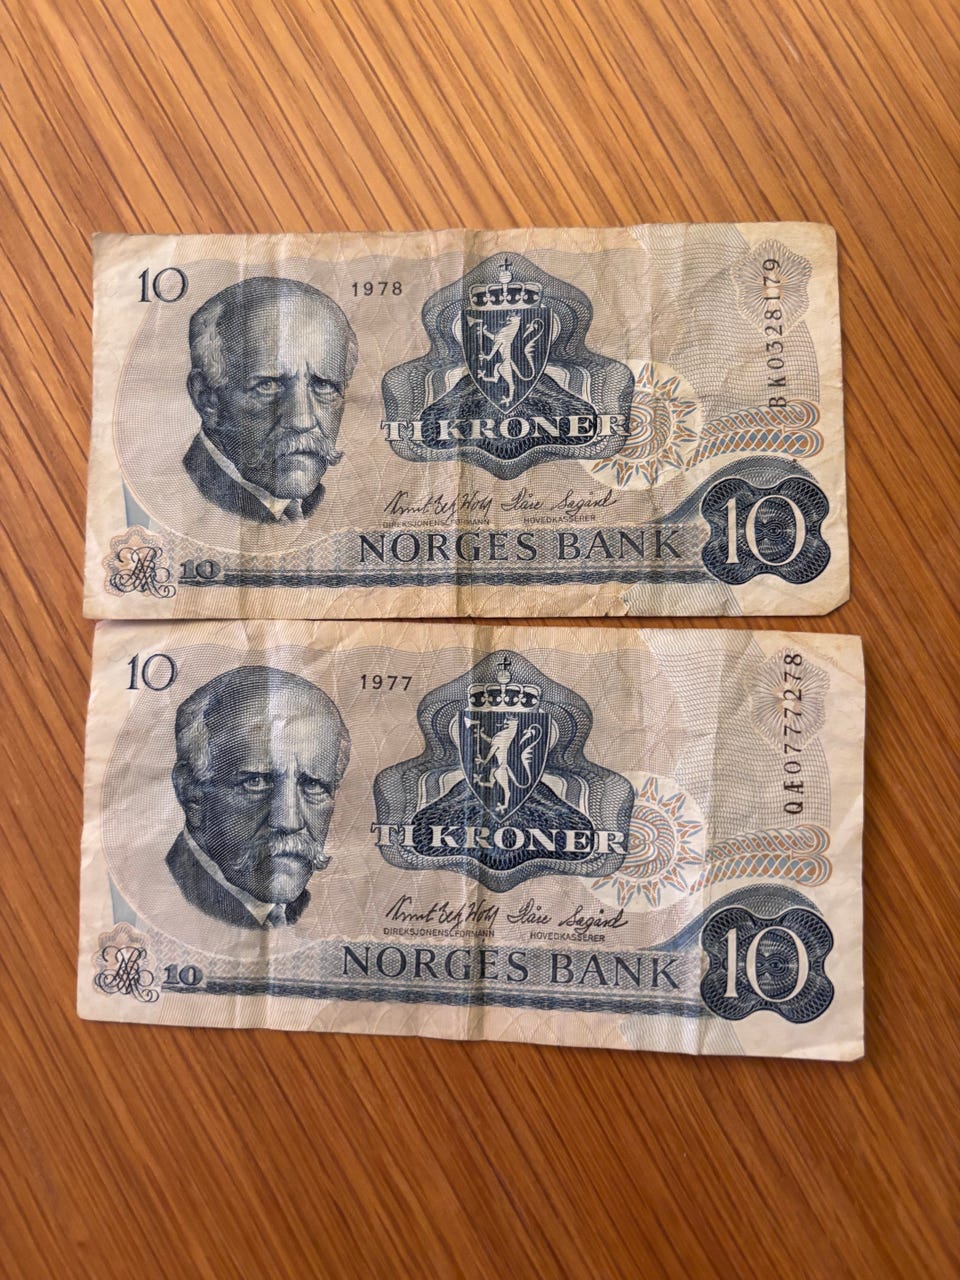 10
1978
BK0328179
TI KRONER
DIREKSJONENS FORMANN
HOVEDKASSERER
NORGES BANK
10
10
10
1977
QÆ0777278
TI KRONER
DIREKSJONENS FORMANN
HOVEDKASSERER
NORGES BANK
10
10